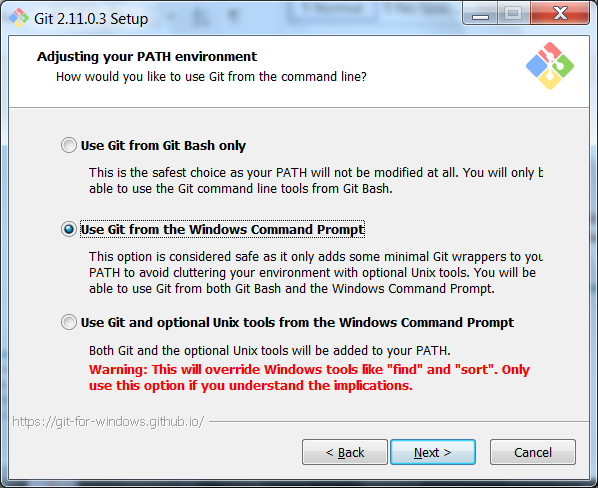 Git 2.11.0.3 Setup
Adjusting your PATH environment
How would you like to use Git from the command line?
Use Git from Git Bash only
This is the safest choice as your PATH will not be modified at all. You will only b
able to use the Git command line tools from Git Bash.
Use Git from the Windows Command Prompt
This option is considered safe as it only adds some minimal Git wrappers to you
PATH to avoid cluttering your environment with optional Unix tools. You will be
able to use Git from both Git Bash and the Windows Command Prompt.
Use Git and optional Unix tools from the Windows Command Prompt
Both Git and the optional Unix tools will be added to your PATH.
Warning: This will override Windows tools like "find" and "sort". Only
use this option if you understand the implications.
https://git-for-windows.github.io/
< Back
Next >
Cancel